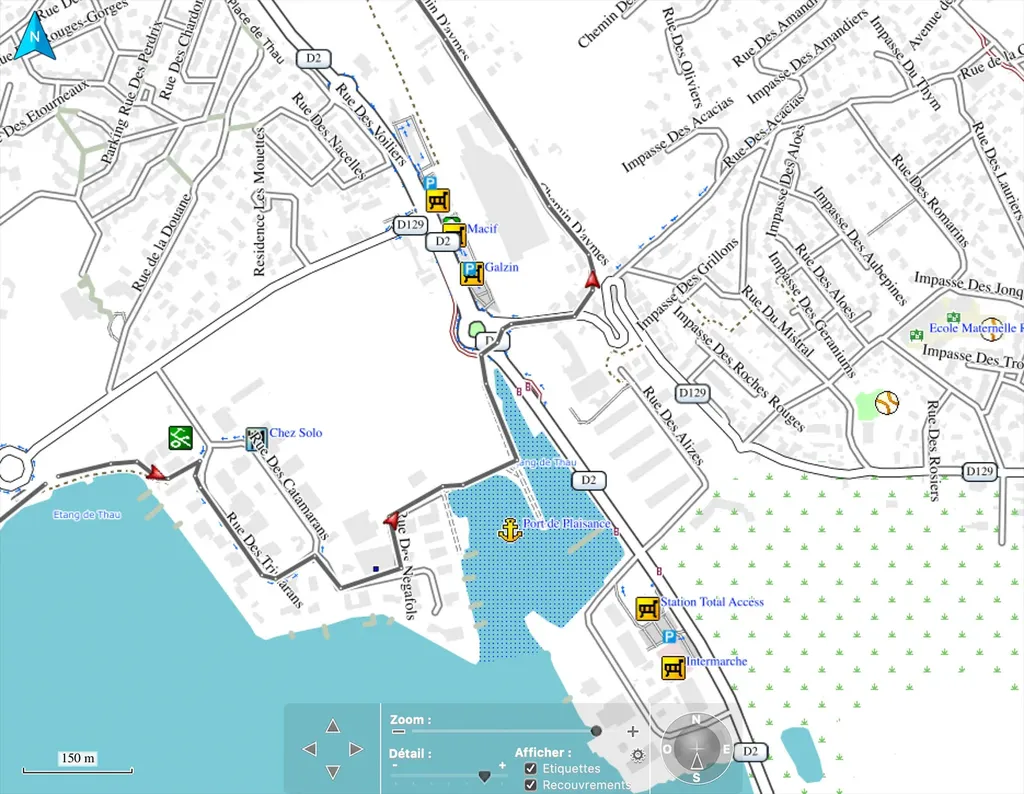 Rue De
Rouges-Gorges
N
Rue Des Etourneaux
Parking Rue Des Perdrix
Rue Des Chardon
Place de Thau
D2
Rue Des Voiliers
Rue Des Nacelles
Residence Les Mouettes
Rue de la Douane
in D'aymes
Chemin D'aymes
Chemin De
Rue Des Oliviers
Rue Des Amand
Impasse Des Amandiers
Impasse Du Thym
Avenue de
Rue de la G
Impasse Des Acacias
Rue Des Acacias
Impasse Des Aloes
Rue Des Romarins
Rue Des Lauriers
Impasse Des Aubepines
P
D129
D2
Macif
P
Galzin
Impasse Des Grillons
Rue Des Aloes
Impasse Des Geraniums
Rue Du Mistral
Impasse Des Jonq
Ecole Maternelle F
Impasse Des Tro
Impasse Des Roches Rouges
D129
Rue Des Alizes
Rue Des Rosiers
D129
Chez Solo
Rue Des Catamarans
Etang de Thau
ang de Thau
D2
Port de Plaisance
Rue Des Trimarans
Rue Des Negafols
Station Total Access
P
Intermarche
D2
150 m
Zoom :
Détail :
Afficher :
Etiquettes
Recouvrements
N
O
E
S